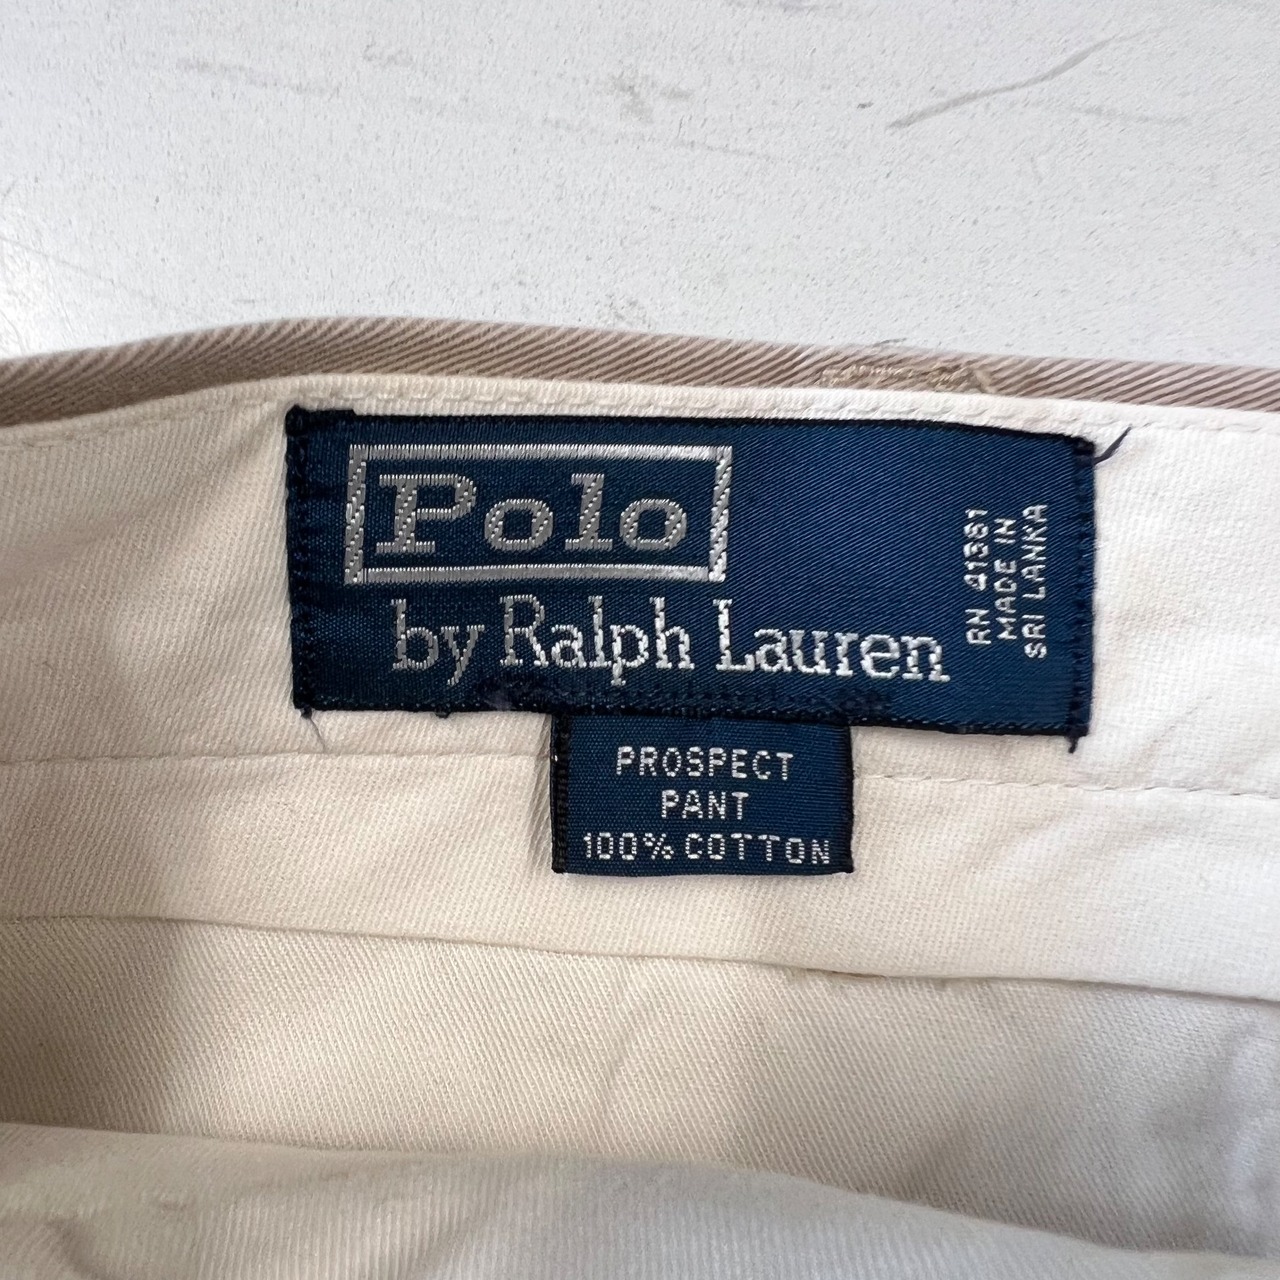 Polo
by Ralph Lauren
RN 41381
MADE IN
SRI LANKA
PROSPECT
PANT
100% COTTON